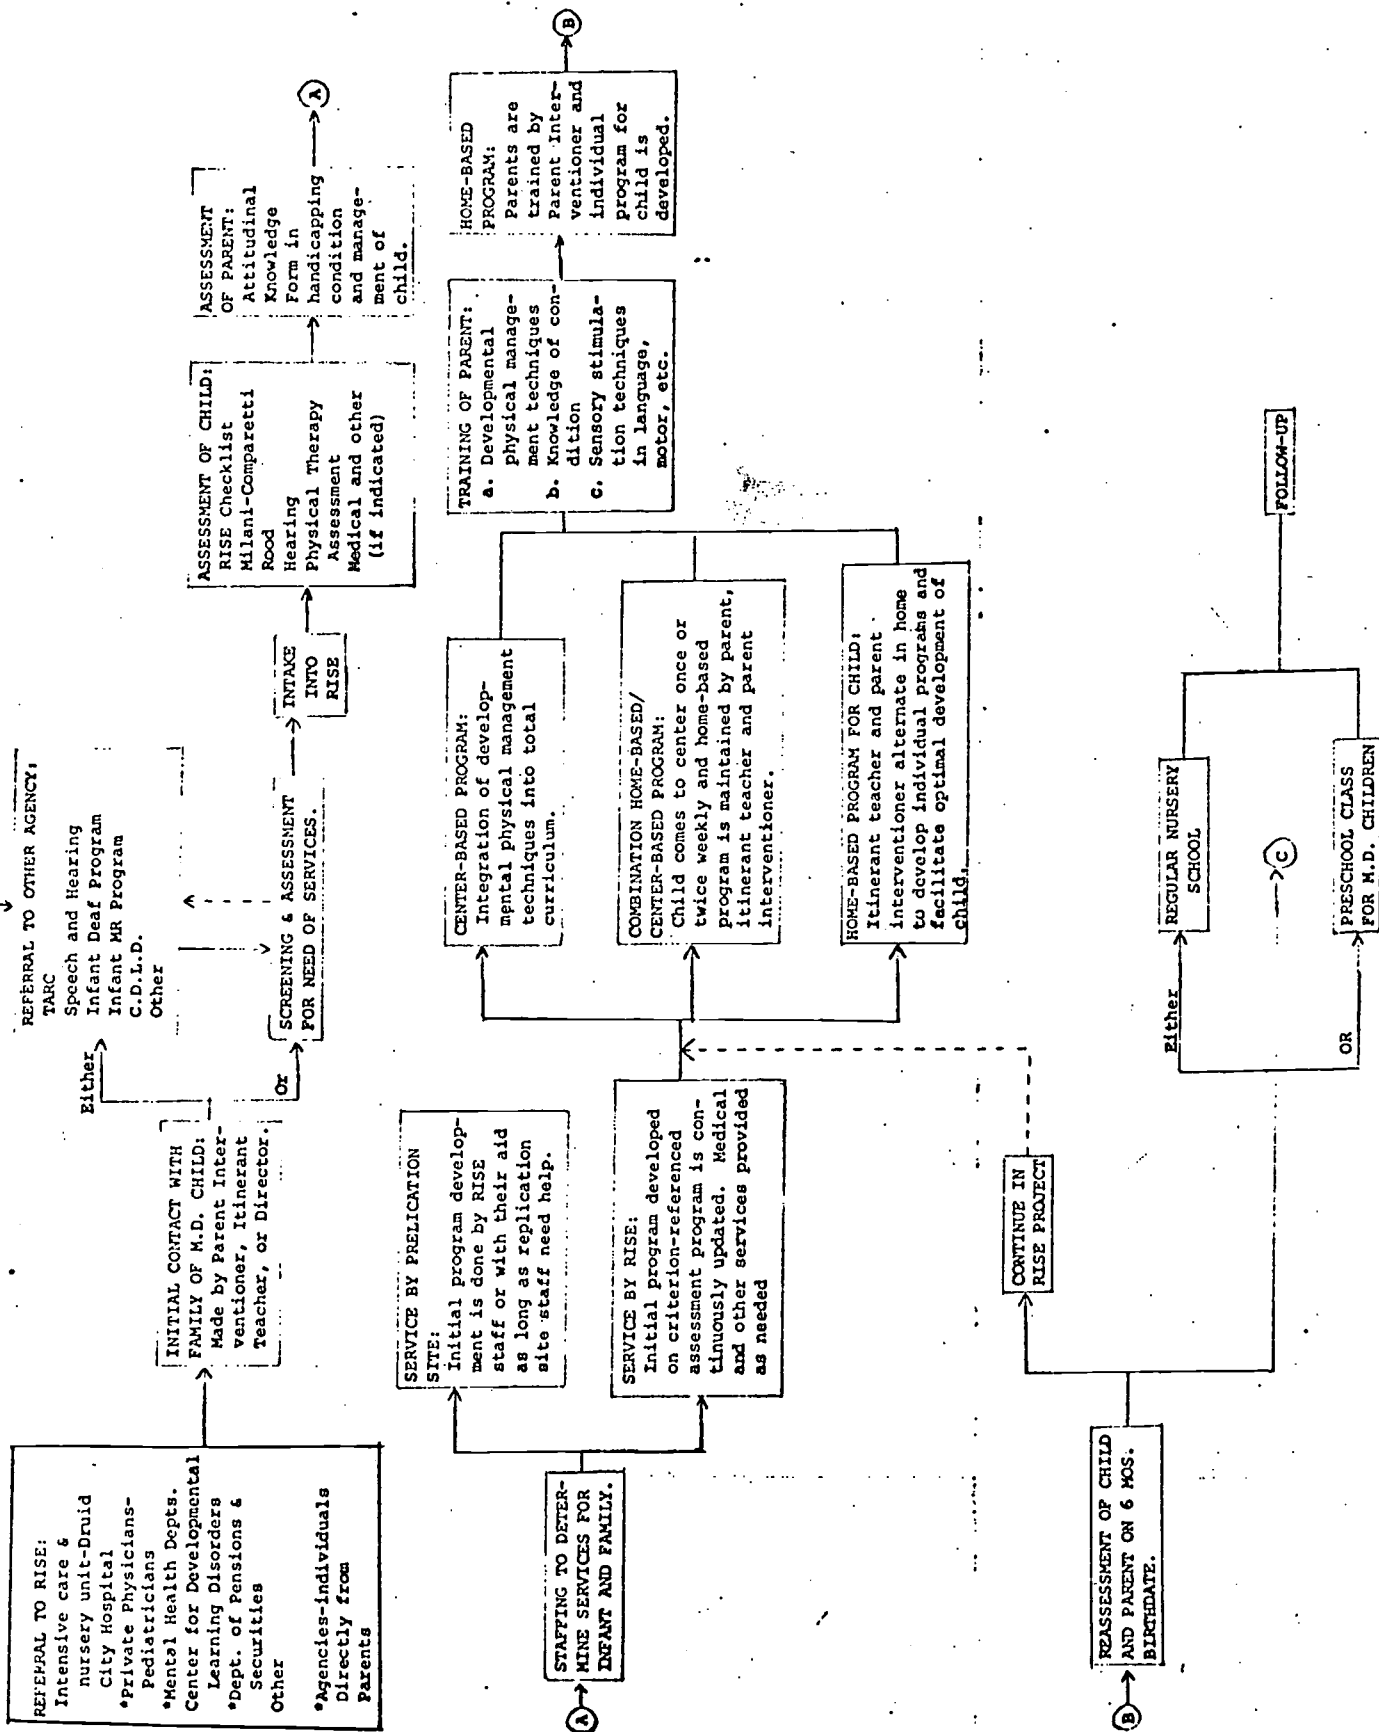 REFERRAL TO RISE:
Intensive care &
nursery unit-Druid
City Hospital
*Private Physicians-
Pediatricians
*Mental Health Depts.
Center for Developmental
Learning Disorders
*Dept. of Pensions &
Securities
Other
*Agencies-individuals
Directly from
Parents
INITIAL CONTACT WITH
FAMILY OF M.D. CHILD:
Made by Parent Inter-
ventioner, Itinerant
Teacher, or Director.
Either
Or
REFERRAL TO OTHER AGENCY:
TARC
Speech and Hearing
Infant Deaf Program
Infant MR Program
C.D.L.D.
Other
SCREENING & ASSESSMENT
FOR NEED OF SERVICES.
INTAKE
INTO
RISE
ASSESSMENT OF CHILD:
RISE Checklist
Milani-Comparetti
Rood
Hearing
Physical Therapy
Assessment
Medical and other
(if indicated)
ASSESSMENT
OF PARENT:
Attitudinal
Knowledge
Form in
handicapping
condition
and manage-
ment of
child.
A
A
STAFFING TO DETER-
MINE SERVICES FOR
INFANT AND FAMILY.
SERVICE BY PRELICATION
SITE:
Initial program develop-
ment is done by RISE
staff or with their aid
as long as replication
site staff need help.
SERVICE BY RISE:
Initial program developed
on criterion-referenced
assessment program is con-
tinuously updated. Medical
and other services provided
as needed
CENTER-BASED PROGRAM:
Integration of develop-
mental physical management
techniques into total
curriculum.
COMBINATION HOME-BASED/
CENTER-BASED PROGRAM:
Child comes to center once or
twice weekly and home-based
program is maintained by parent,
itinerant teacher and parent
interventioner.
HOME-BASED PROGRAM FOR CHILD:
Itinerant teacher and parent
interventioner alternate in home
to develop individual programs and
facilitate optimal development of
child.
TRAINING OF PARENT:
a. Developmental
physical manage-
ment techniques
b. Knowledge of con-
dition
c. Sensory stimula-
tion techniques
in language,
motor, etc.
HOME-BASED
PROGRAM:
Parents are
trained by
Parent Inter-
ventioner and
individual
program for
child is
developed.
B
B
REASSESSMENT OF CHILD
AND PARENT ON 6 MOS.
BIRTHDATE.
CONTINUE IN
RISE PROJECT
Either
OR
REGULAR NURSERY
SCHOOL
C
PRESCHOOL CLASS
FOR M.D. CHILDREN
FOLLOW-UP